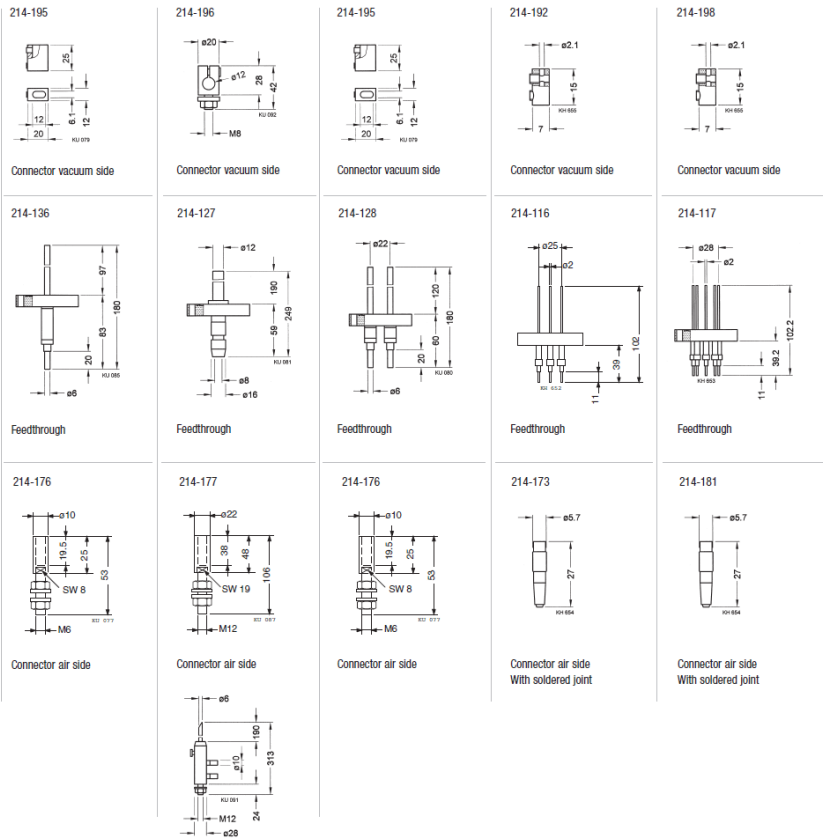 214-195
25
12
20
6.1
12
KU 079
Connector vacuum side
214-196
ø20
ø12
28
42
KU 092
M8
Connector vacuum side
214-195
25
12
20
6.1
12
KU 079
Connector vacuum side
214-192
ø2.1
15
KH 655
7
Connector vacuum side
214-198
ø2.1
15
KH 655
7
Connector vacuum side
214-136
97
180
83
20
KU 085
ø6
Feedthrough
214-127
ø12
190
249
59
KU 081
ø8
ø16
Feedthrough
214-128
ø22
120
180
60
20
KU 080
ø6
Feedthrough
214-116
ø25
ø2
102
39
KH 652
11
Feedthrough
214-117
ø28
ø2
102.2
39.2
KH 653
11
Feedthrough
214-176
ø10
19.5
25
53
SW 8
KU 077
M6
Connector air side
214-177
ø22
38
48
106
SW 19
KU 087
M12
Connector air side
ø6
190
313
ø10
KU 091
24
M12
ø28
214-176
ø10
19.5
25
53
SW 8
KU 077
M6
Connector air side
214-173
ø5.7
27
KH 654
Connector air side
With soldered joint
214-181
ø5.7
27
KH 654
Connector air side
With soldered joint